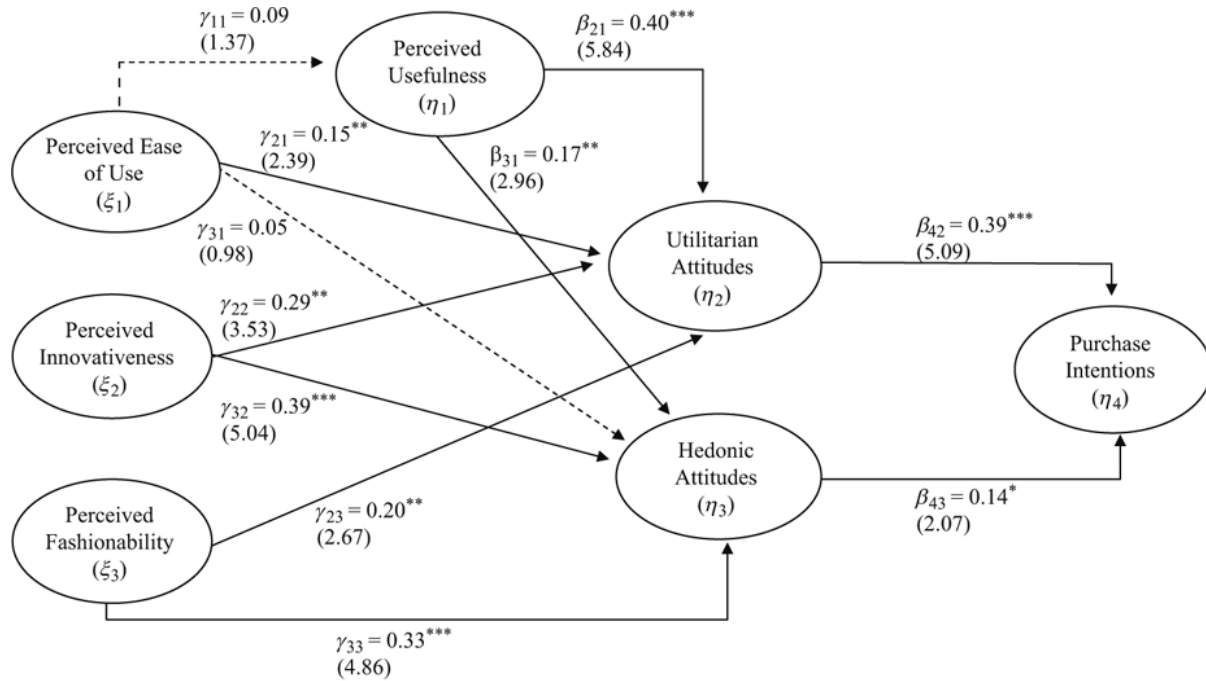 γ11 = 0.09
(1.37)
β21 = 0.40***
(5.84)
Perceived
Usefulness
(η1)
Perceived Ease
of Use
(ξ1)
γ21 = 0.15**
(2.39)
β31 = 0.17**
(2.96)
γ31 = 0.05
(0.98)
Utilitarian
Attitudes
(η2)
β42 = 0.39***
(5.09)
γ22 = 0.29**
(3.53)
Perceived
Innovativeness
(ξ2)
Purchase
Intentions
(η4)
γ32 = 0.39***
(5.04)
Hedonic
Attitudes
(η3)
Perceived
Fashionability
(ξ3)
γ23 = 0.20**
(2.67)
β43 = 0.14*
(2.07)
γ33 = 0.33***
(4.86)